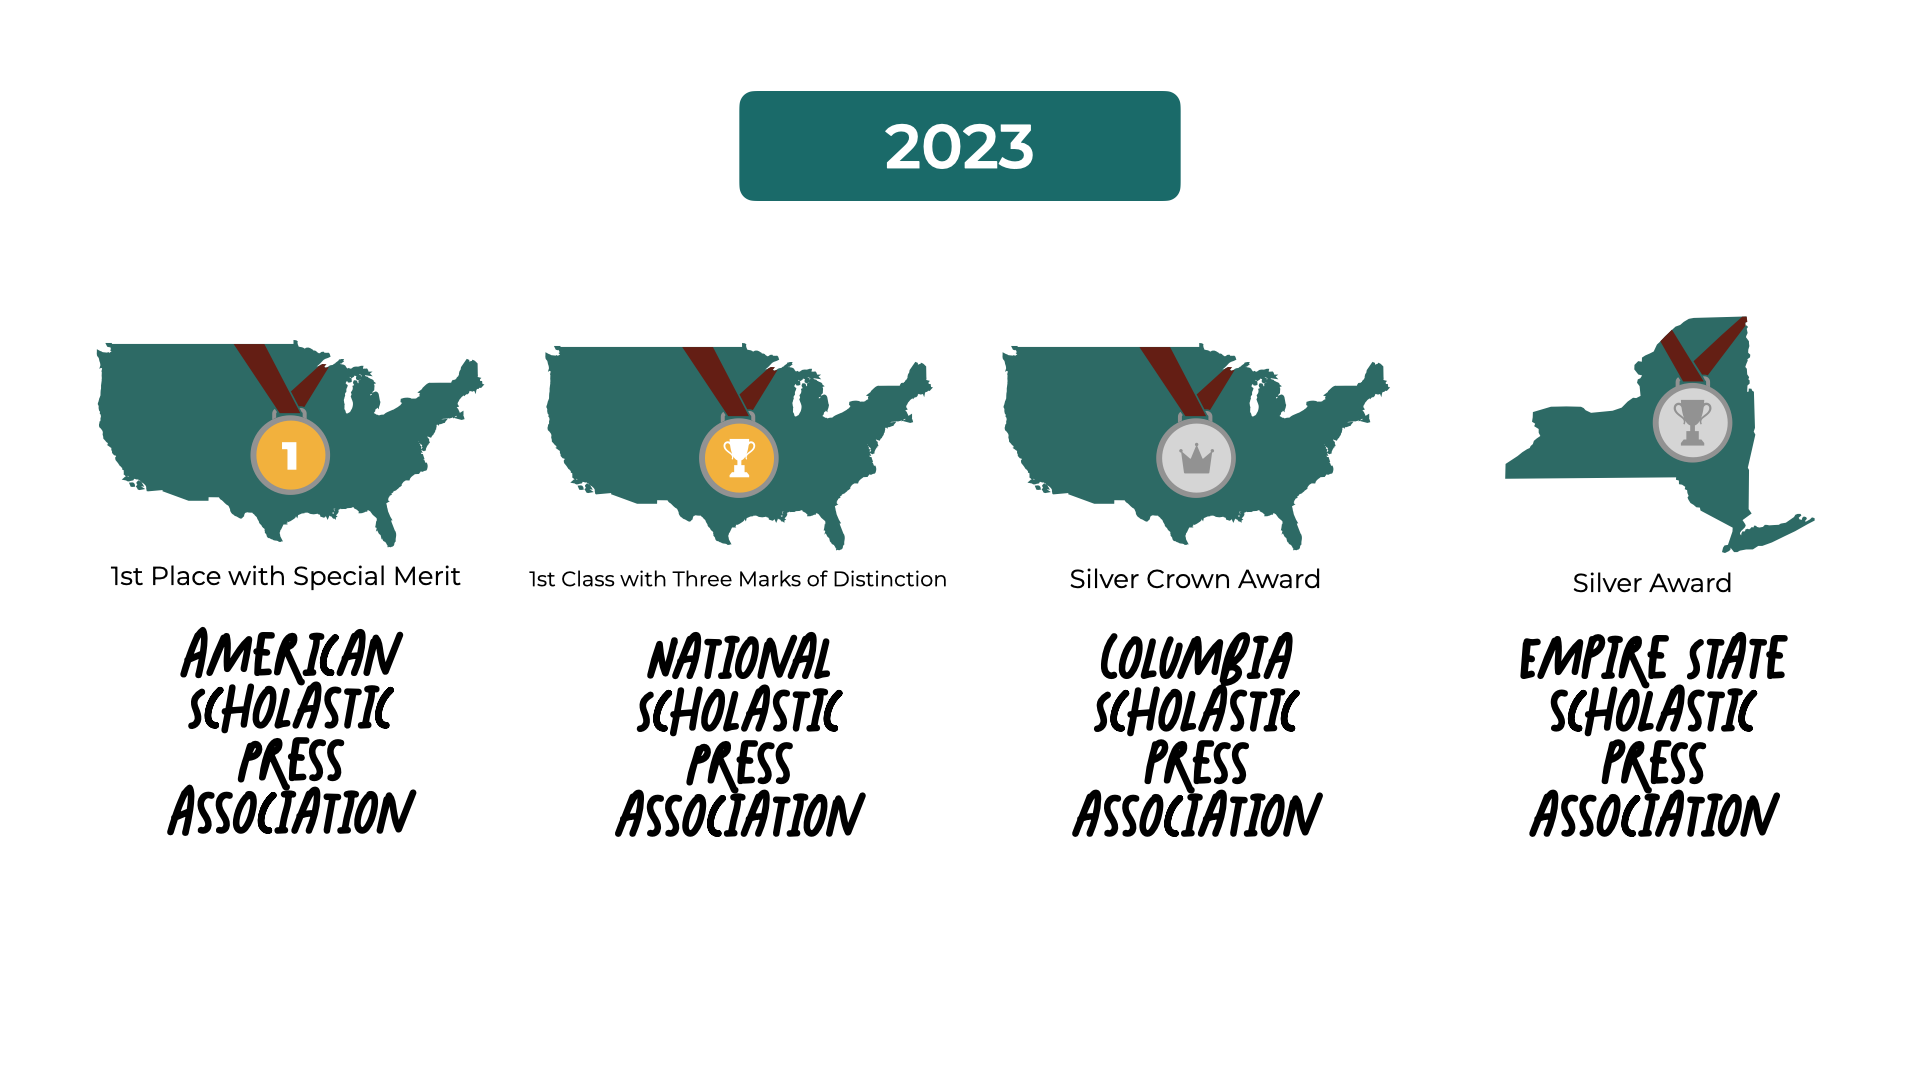 2023
1
1st Place with Special Merit
AMERICAN
SCHOLASTIC
PRESS
ASSOCIATION
1st Class with Three Marks of Distinction
NATIONAL
SCHOLASTIC
PRESS
ASSOCIATION
Silver Crown Award
COLUMBIA
SCHOLASTIC
PRESS
ASSOCIATION
Silver Award
EMPIRE STATE
SCHOLASTIC
PRESS
ASSOCIATION